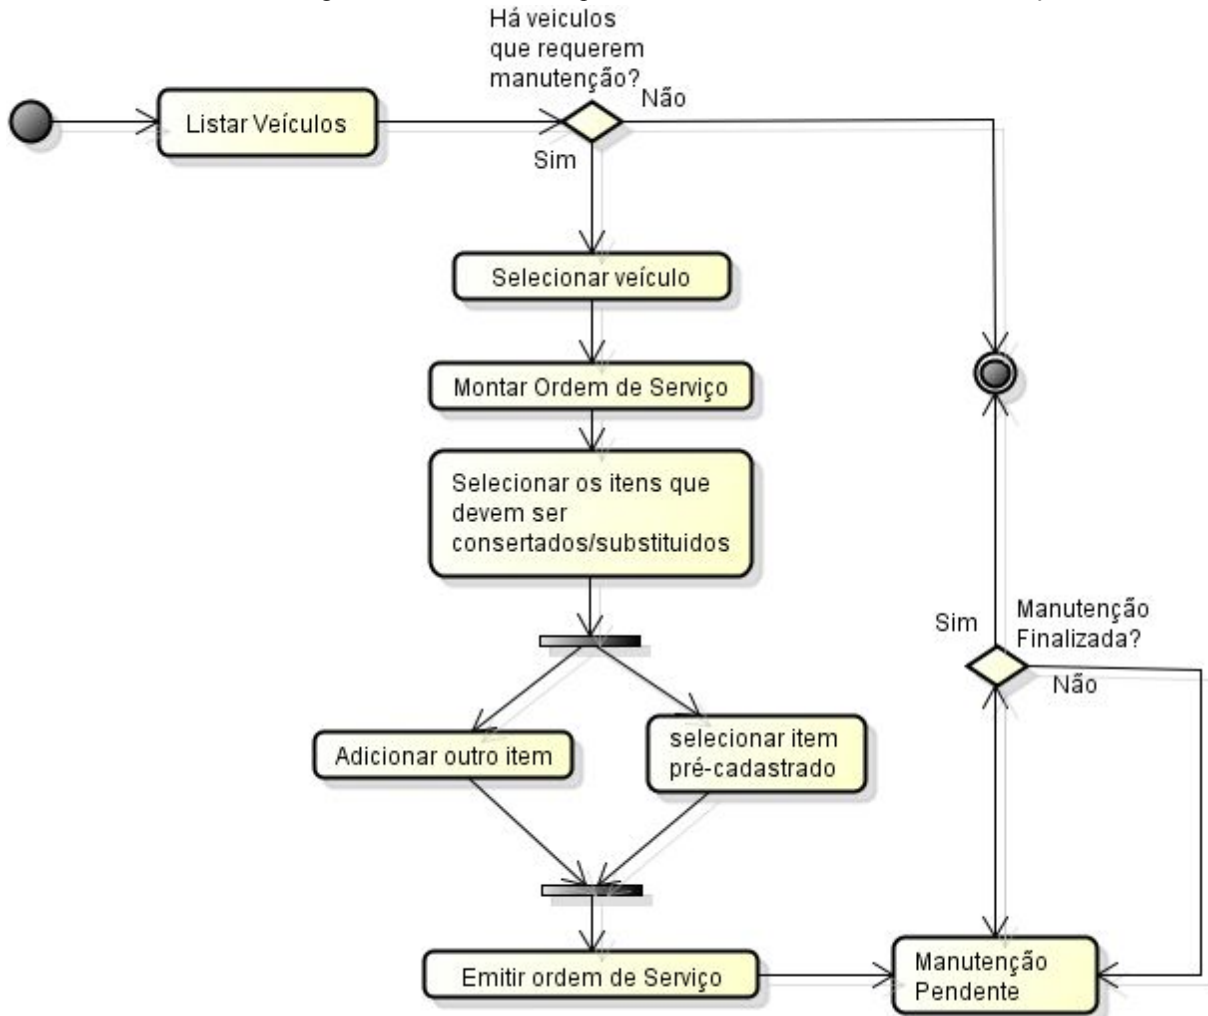 Há veiculos
que requerem
manutenção?
Não
Listar Veículos
Sim
Selecionar veículo
Montar Ordem de Serviço
Selecionar os itens que
devem ser
consertados/substituidos
Sim
Manutenção
Finalizada?
Não
Adicionar outro item
selecionar item
pré-cadastrado
Emitir ordem de Serviço
Manutenção
Pendente